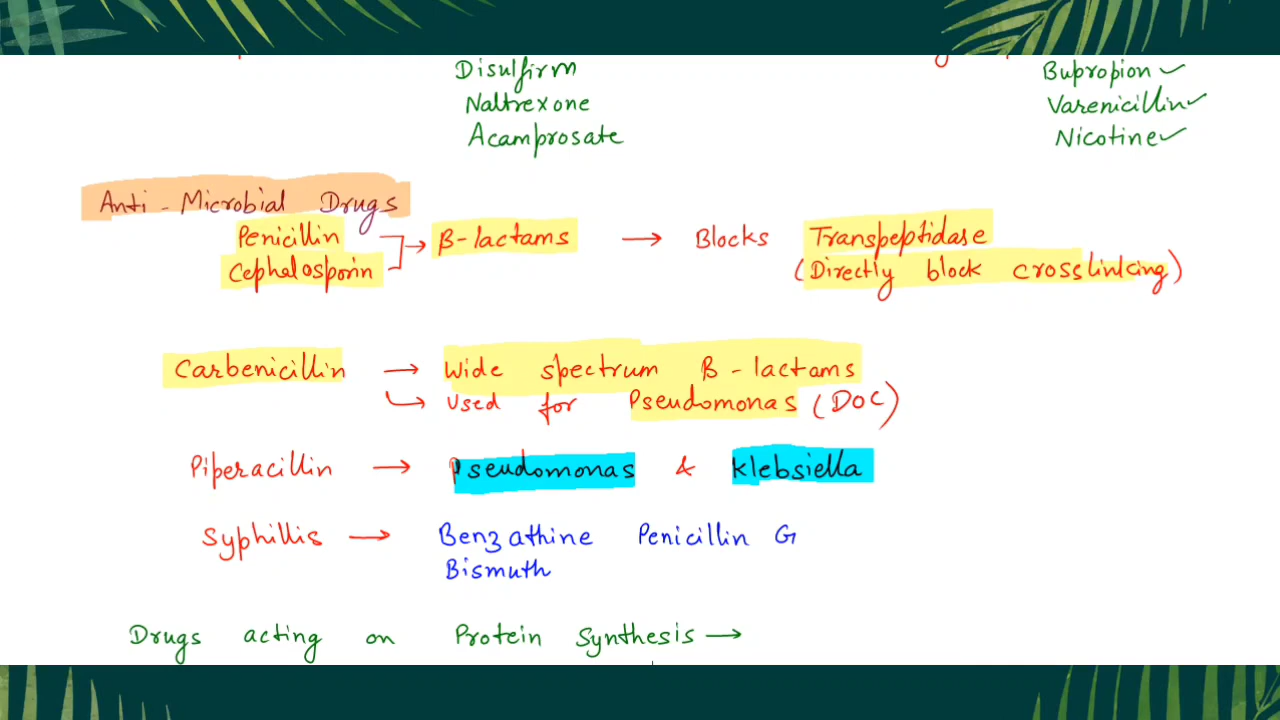 Disulfirm Bupropion ✓
Naltrexone Varenicillin ✓
Acamprosate Nicotine ✓
Anti - Microbial Drugs
Penicillin → β-lactams → Blocks Transpeptidase
Cephalosporin (Directly block crosslinking)
Carbenicillin → Wide spectrum β - lactams
↳ Used for Pseudomonas (DOC)
Piperacillin → Pseudomonas & Klebsiella
Syphillis → Benzathine Penicillin G
Bismuth
Drugs acting on Protein Synthesis →